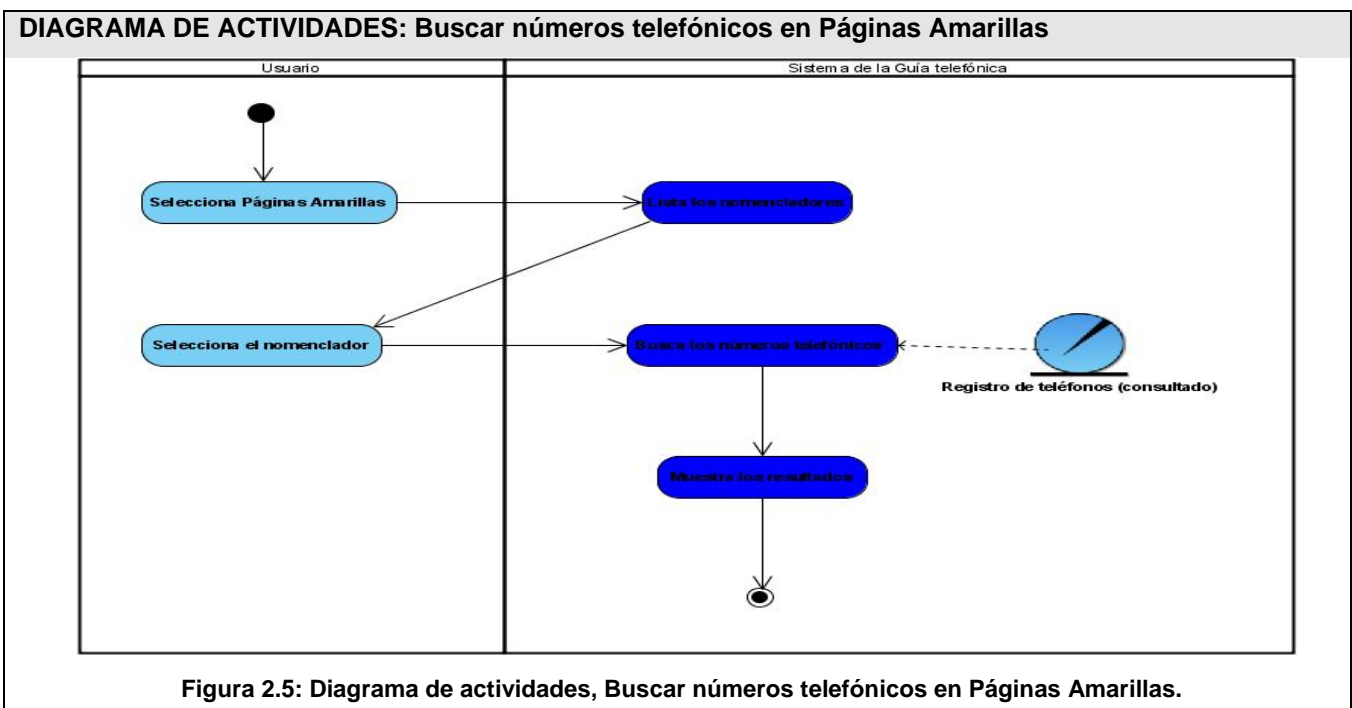 DIAGRAMA DE ACTIVIDADES: Buscar números telefónicos en Páginas Amarillas
Usuario
Sistema de la Guía telefónica
Selecciona Páginas Amarillas
Lista los nomencladores
Selecciona el nomenclador
Busca los números telefónicos
Registro de teléfonos (consultado)
Muestra los resultados
Figura 2.5: Diagrama de actividades, Buscar números telefónicos en Páginas Amarillas.